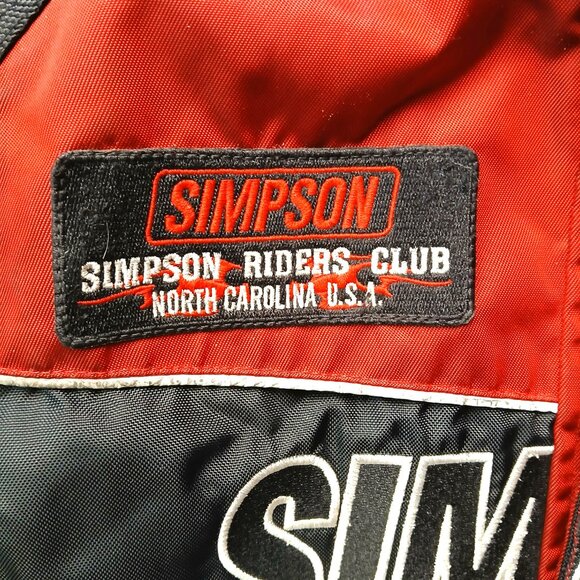 SIMPSON
SIMPSON RIDERS CLUB
NORTH CAROLINA U.S.A.
SIM